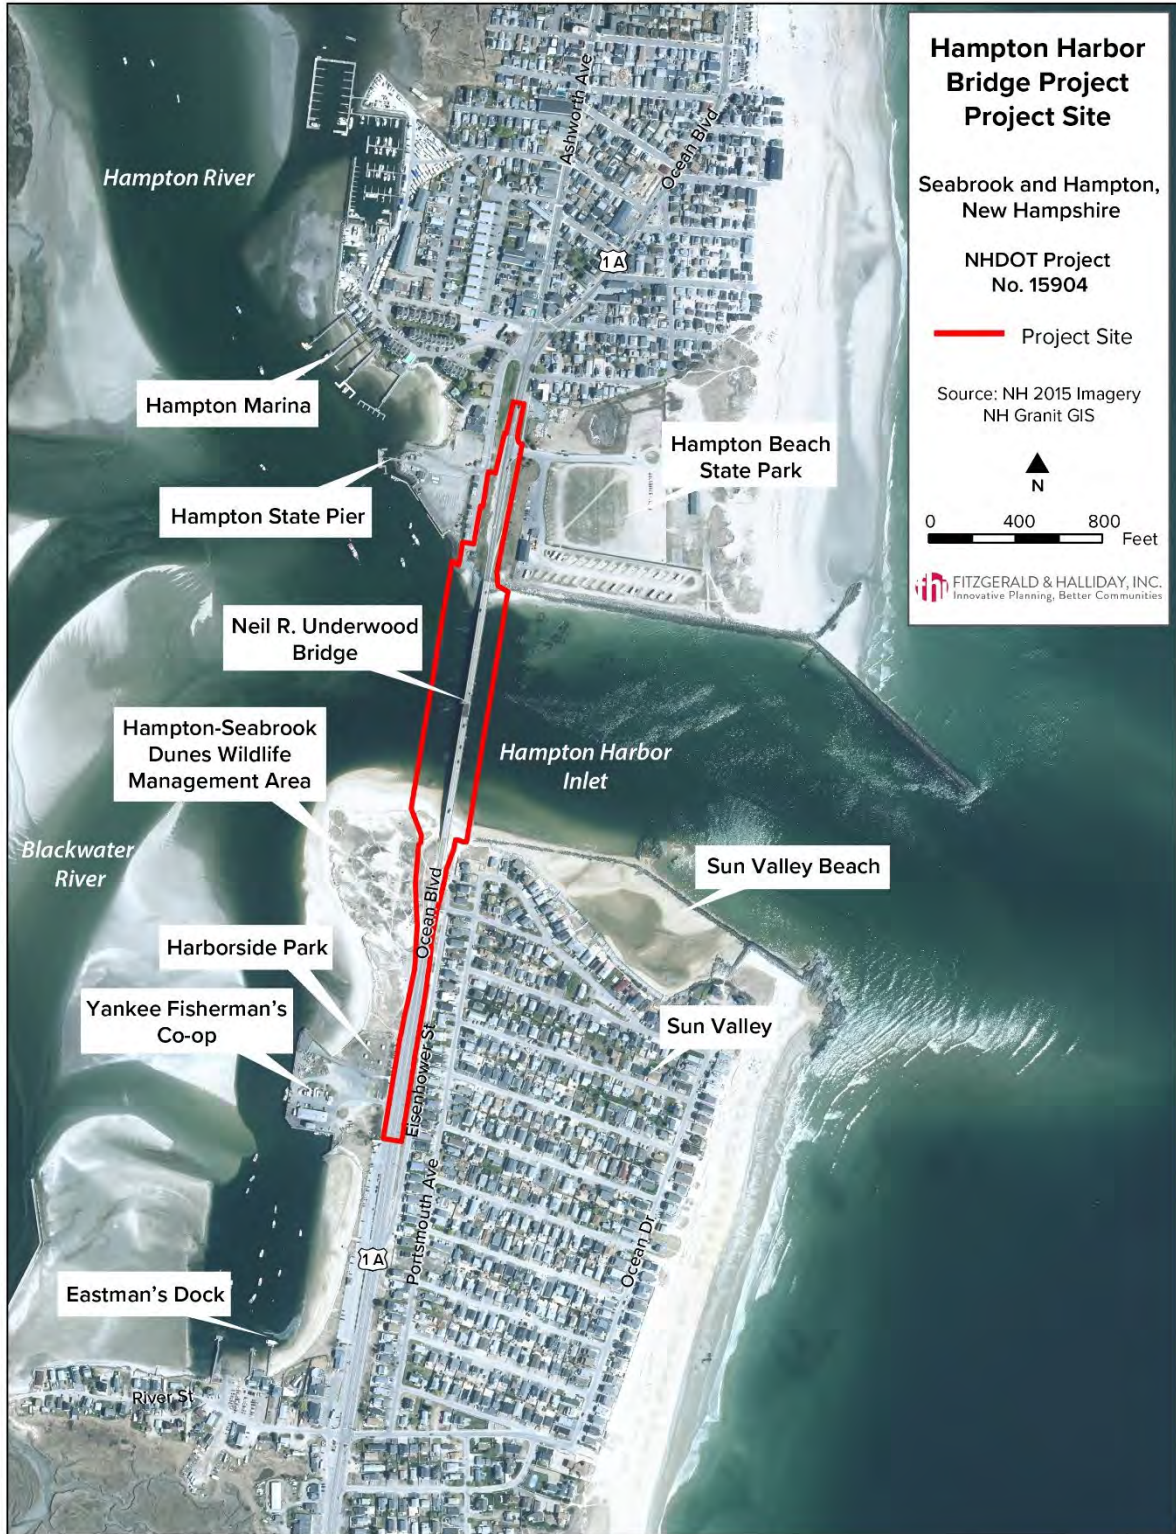 Hampton Harbor
Bridge Project
Project Site
Seabrook and Hampton,
New Hampshire
NHDOT Project
No. 15904
Project Site
Source: NH 2015 Imagery
NH Granit GIS
N
0 400 800
Feet
fhi FITZGERALD & HALLIDAY, INC.
Innovative Planning, Better Communities
Ashworth Ave
Ocean Blvd
Hampton River
1A
Hampton Marina
Hampton Beach
State Park
Hampton State Pier
Neil R. Underwood
Bridge
Hampton-Seabrook
Dunes Wildlife
Management Area
Hampton Harbor
Inlet
Blackwater
River
Sun Valley Beach
Ocean Blvd
Harborside Park
Yankee Fisherman's
Co-op
Sun Valley
Eisenhower St
Portsmouth Ave
Ocean Dr
1A
Eastman's Dock
River St